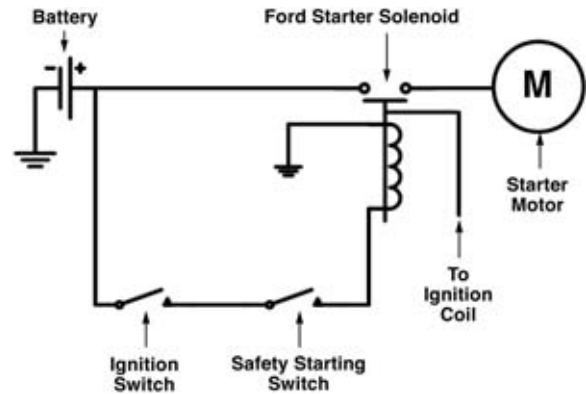 Battery
Ford Starter Solenoid
- +
M
Starter
Motor
To
Ignition
Coil
Ignition
Switch
Safety Starting
Switch